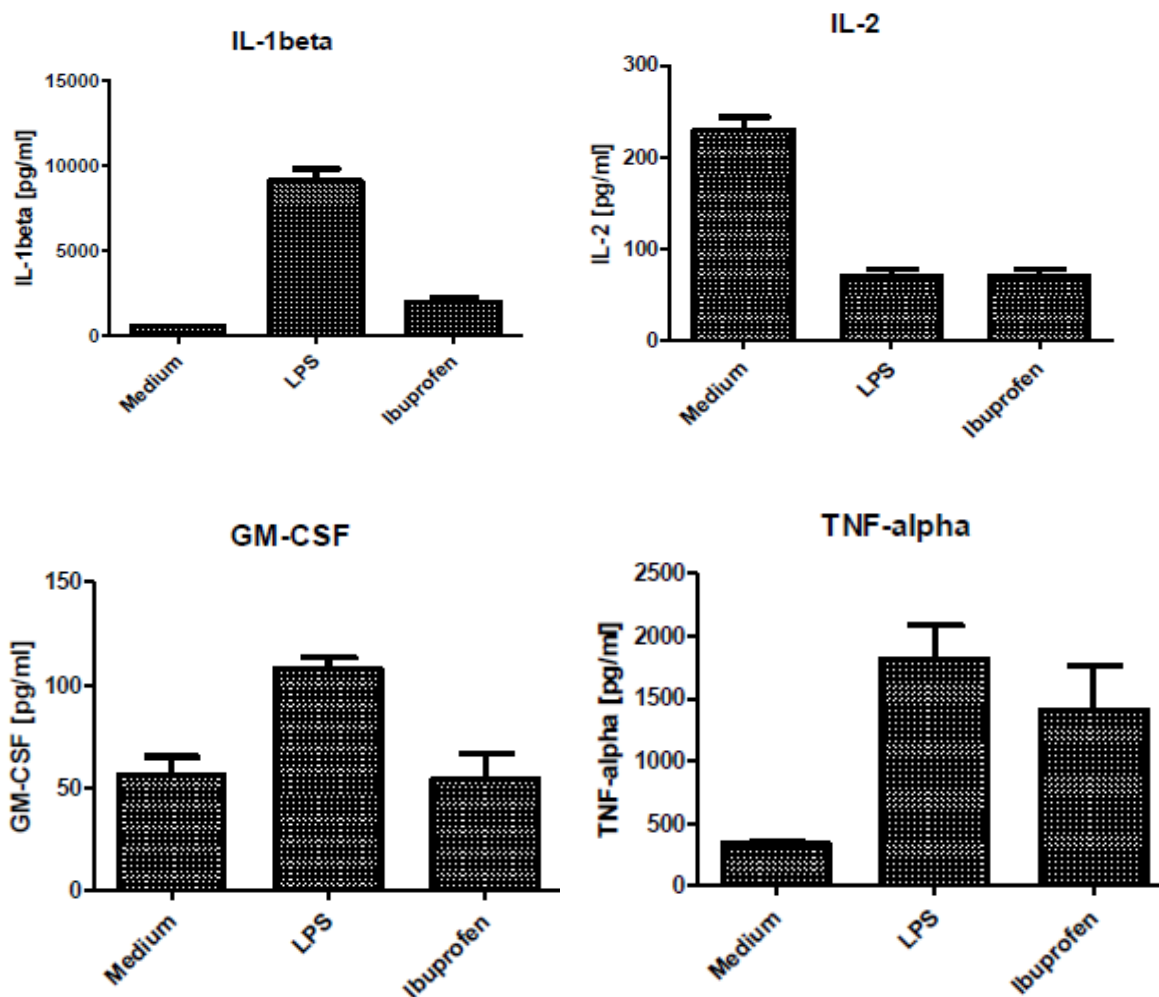 IL-1beta
15000
10000
5000
0
IL-1beta [pg/ml]
Medium
LPS
Ibuprofen
IL-2
300
200
100
0
IL-2 [pg/ml]
Medium
LPS
Ibuprofen
GM-CSF
150
100
50
0
GM-CSF [pg/ml]
Medium
LPS
Ibuprofen
TNF-alpha
2500
2000
1500
1000
500
0
TNF-alpha [pg/ml]
Medium
LPS
Ibuprofen